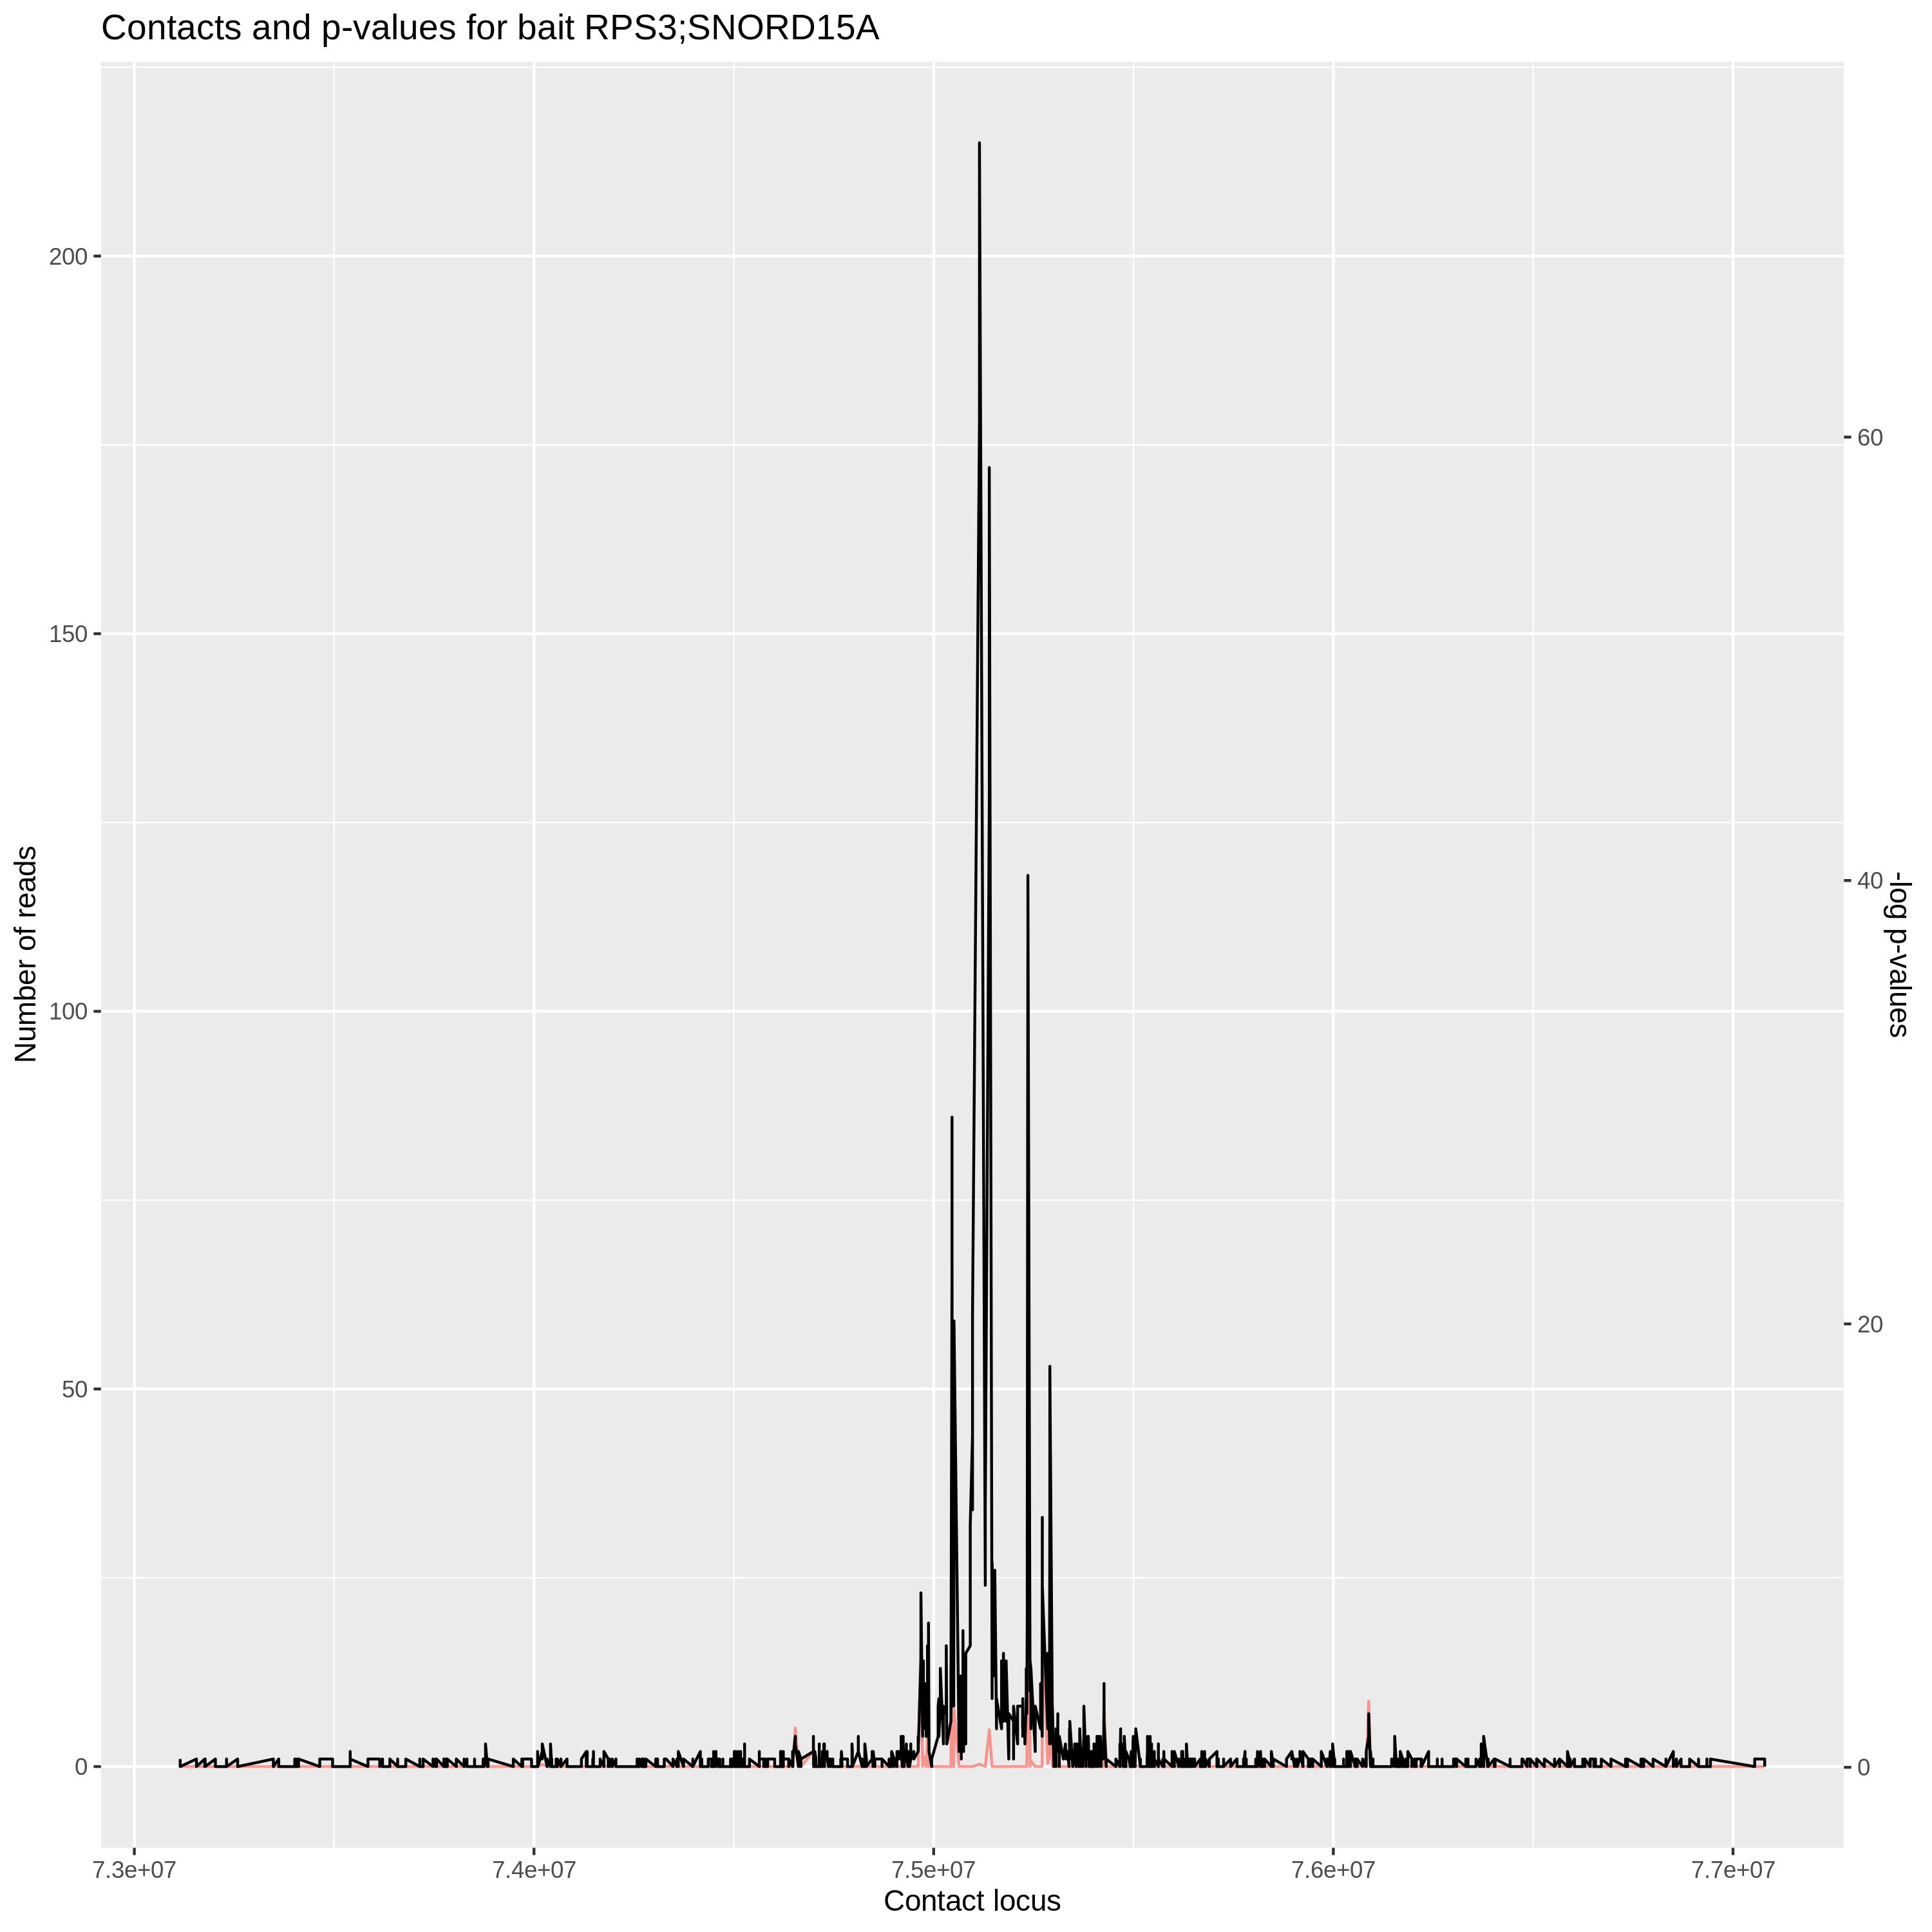 Contacts and p-values for bait RPS3;SNORD15A
Number of reads
200
150
100
50
0
60
40
20
0
-log p-values
7.3e+07 7.4e+07 7.5e+07 7.6e+07 7.7e+07
Contact locus